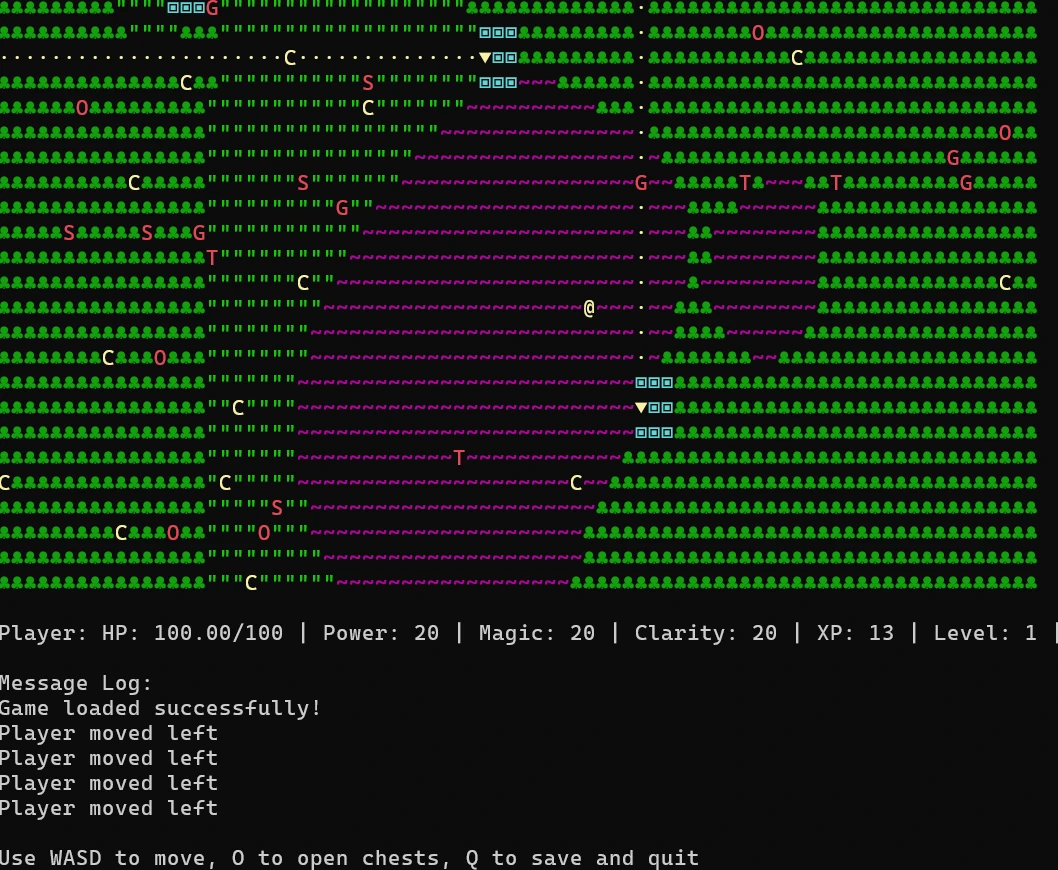 G
O
C C
C S
O C
O
G
C S G T T G
G
S S G
T
C C
@
C O
C
T
C C C
S
C O O
C
Player: HP: 100.00/100 | Power: 20 | Magic: 20 | Clarity: 20 | XP: 13 | Level: 1 |
Message Log:
Game loaded successfully!
Player moved left
Player moved left
Player moved left
Player moved left
Use WASD to move, O to open chests, Q to save and quit